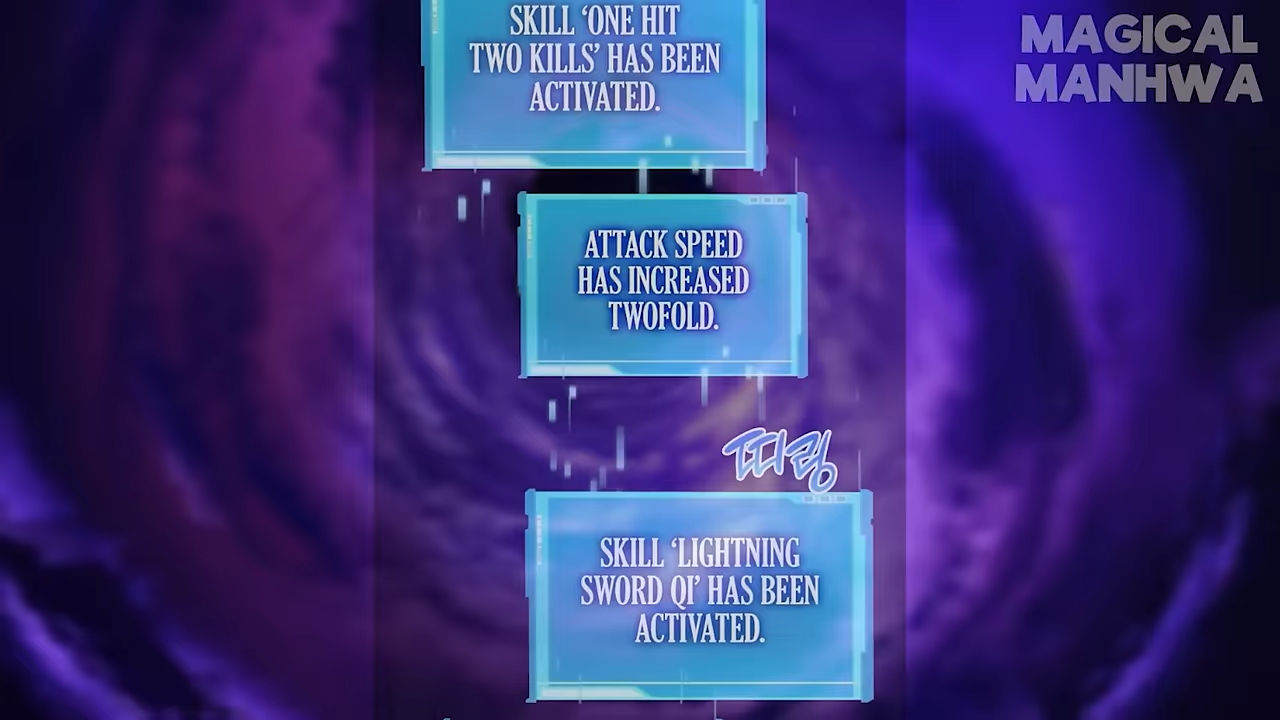 SKILL ‘ONE HIT
TWO KILLS’ HAS BEEN
ACTIVATED.
MAGICAL
MANHWA
ATTACK SPEED
HAS INCREASED
TWOFOLD.
띠링
SKILL ‘LIGHTNING
SWORD QI’ HAS BEEN
ACTIVATED.